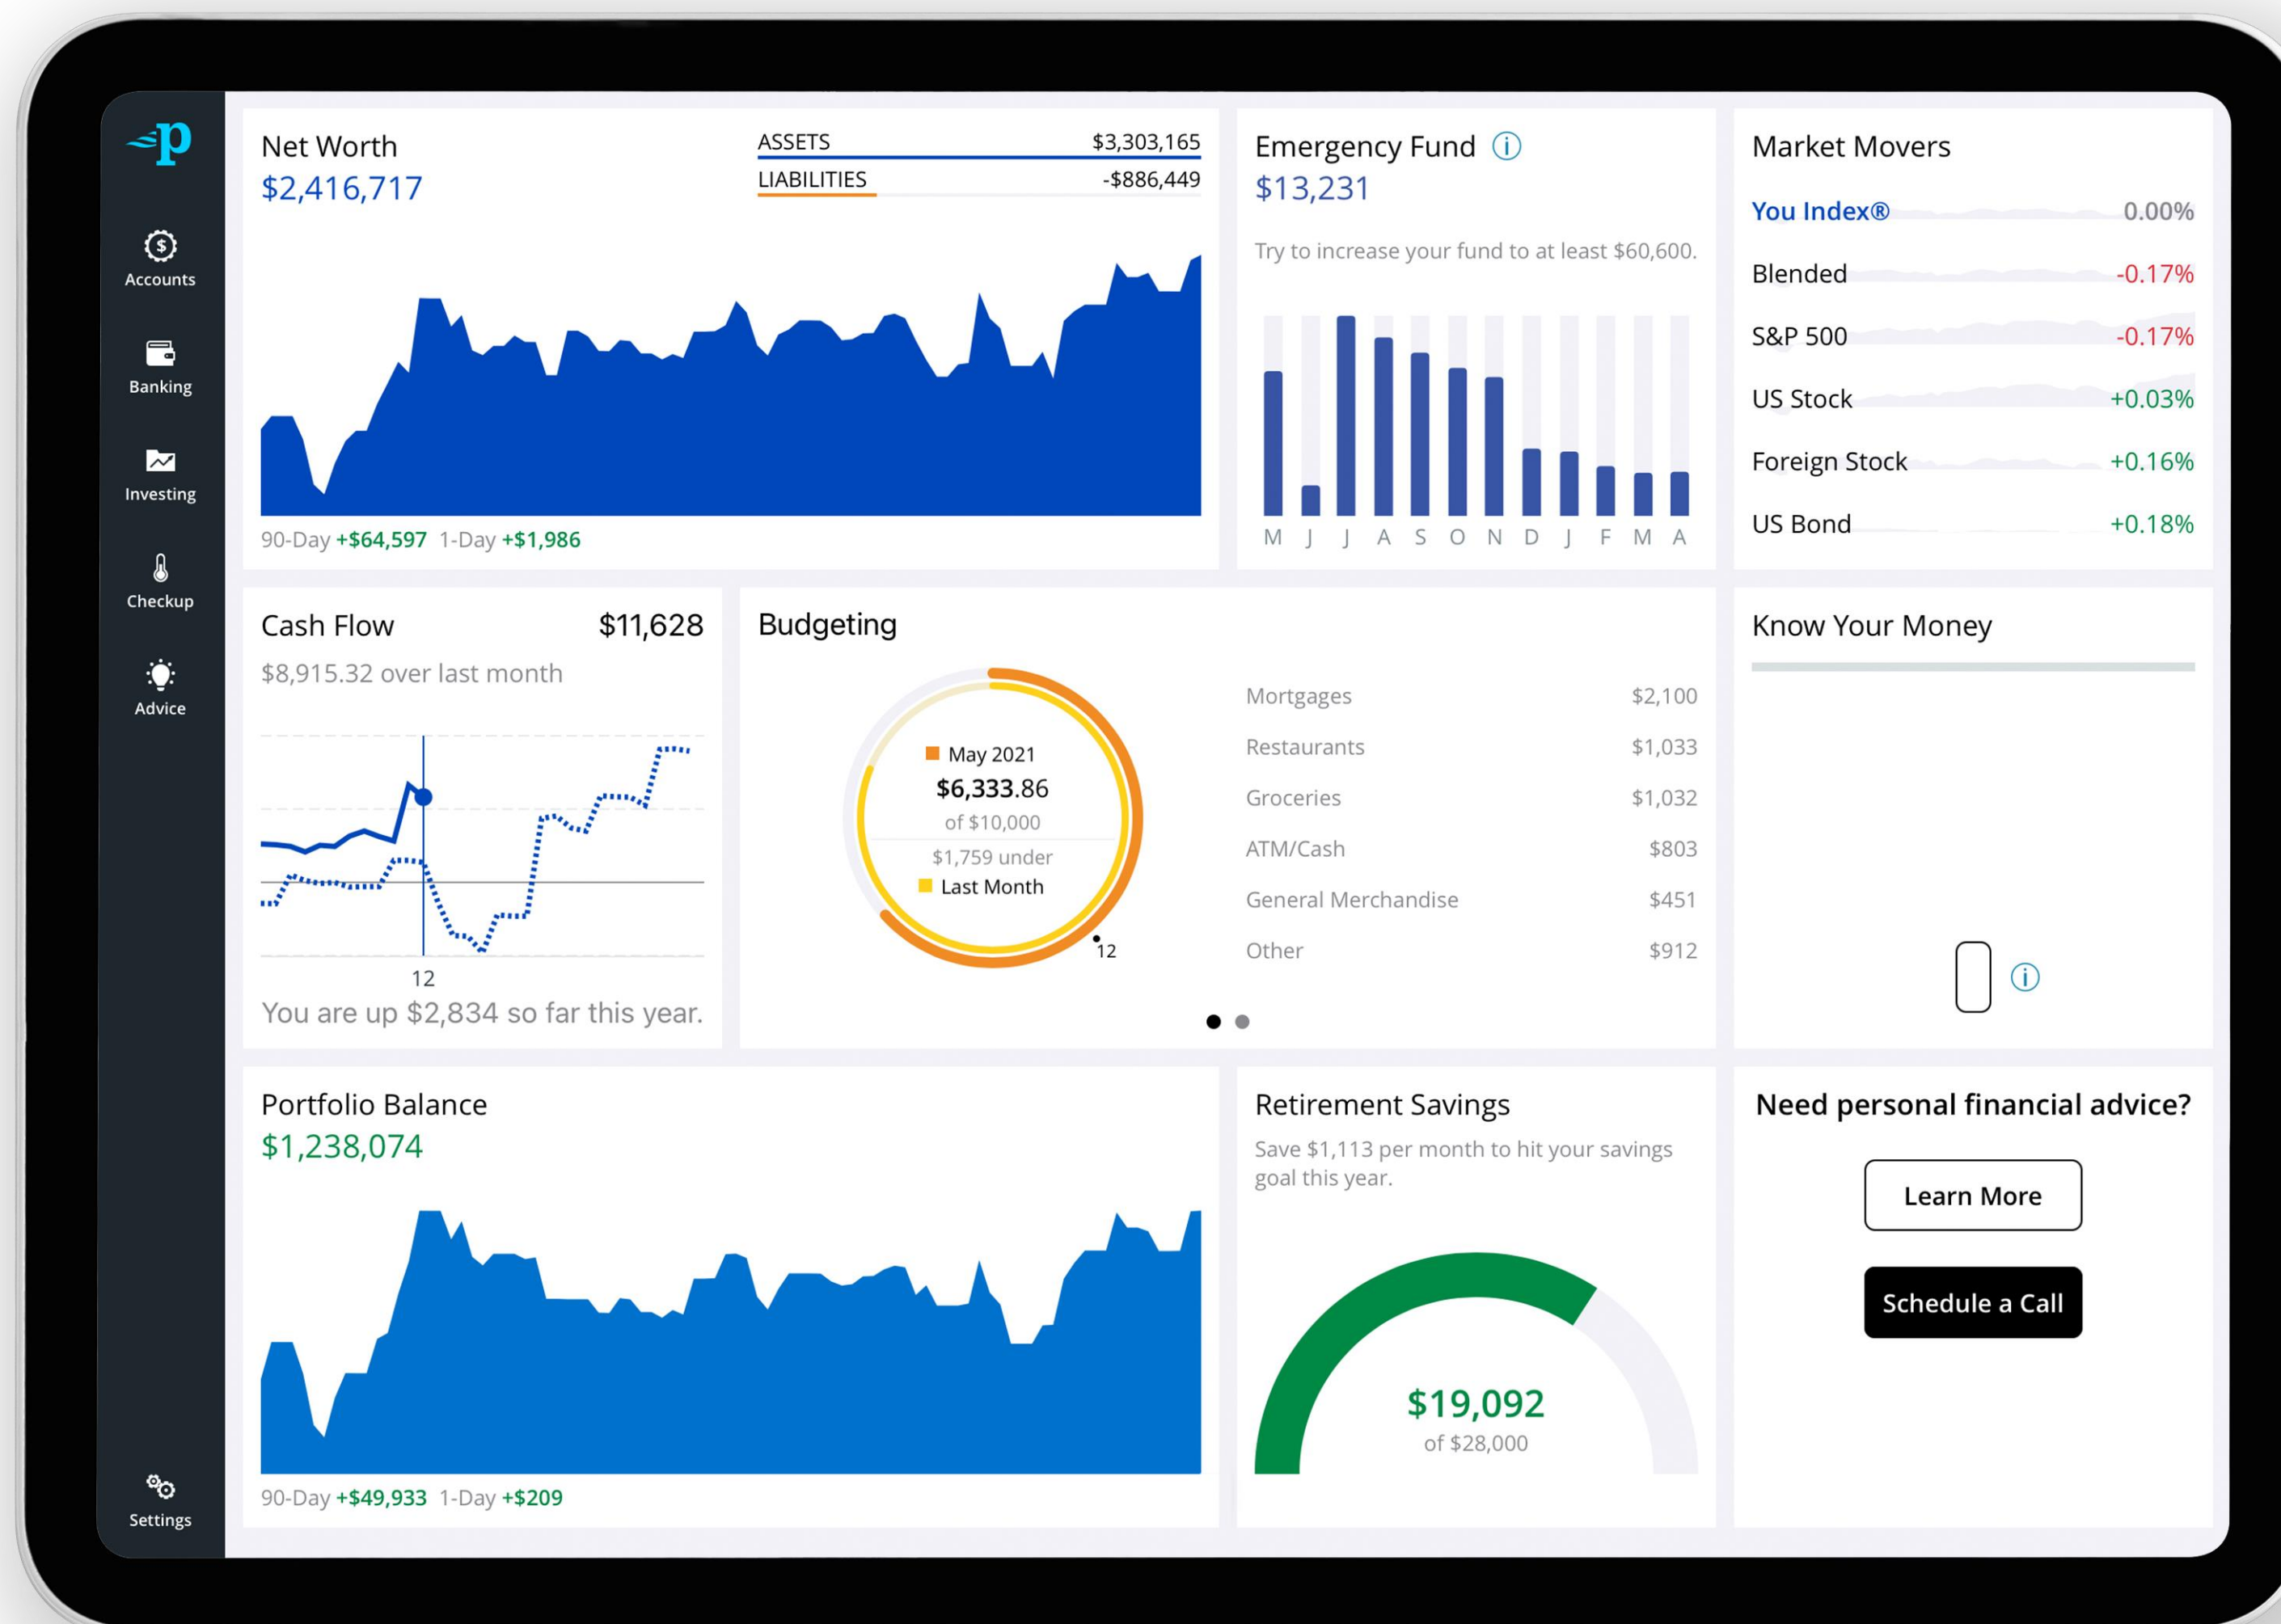 p
Accounts
Banking
Investing
Checkup
Advice
Settings
Net Worth
$2,416,717
ASSETS $3,303,165
LIABILITIES -$886,449
90-Day +$64,597 1-Day +$1,986
Emergency Fund i
$13,231
Try to increase your fund to at least $60,600.
M J J A S O N D J F M A
Market Movers
You Index® 0.00%
Blended -0.17%
S&P 500 -0.17%
US Stock +0.03%
Foreign Stock +0.16%
US Bond +0.18%
Cash Flow $11,628
$8,915.32 over last month
12
You are up $2,834 so far this year.
Budgeting
May 2021
$6,333.86
of $10,000
$1,759 under
Last Month
12
Mortgages $2,100
Restaurants $1,033
Groceries $1,032
ATM/Cash $803
General Merchandise $451
Other $912
Know Your Money
i
Portfolio Balance
$1,238,074
90-Day +$49,933 1-Day +$209
Retirement Savings
Save $1,113 per month to hit your savings
goal this year.
$19,092
of $28,000
Need personal financial advice?
Learn More
Schedule a Call